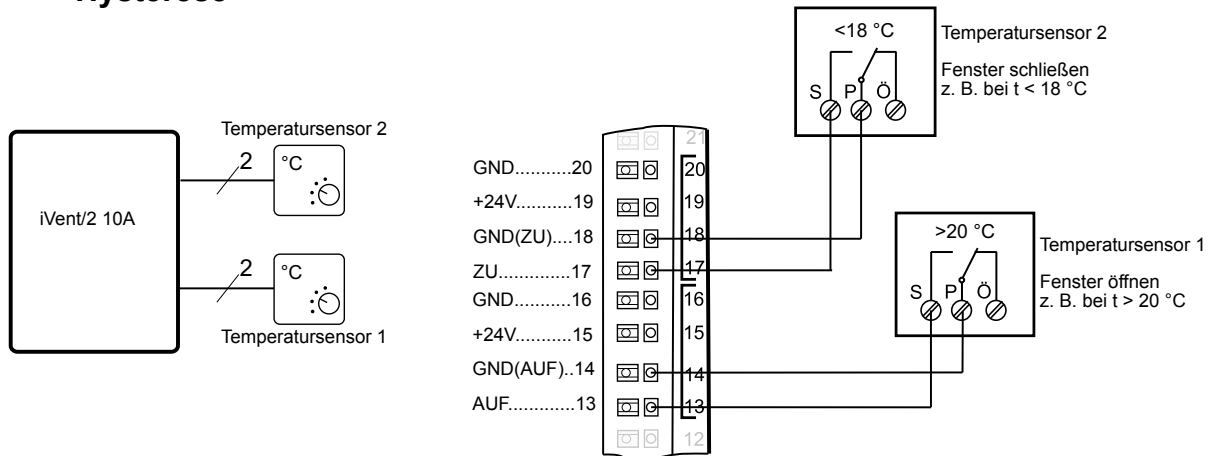 Hysterese
iVent/2 10A
Temperatursensor 2
2
°C
2
°C
Temperatursensor 1
21
GND...........20
20
+24V...........19
19
GND(ZU)....18
18
ZU..............17
17
GND...........16
16
+24V...........15
15
GND(AUF)..14
14
AUF.............13
13
12
<18 °C
S P Ö
Temperatursensor 2
Fenster schließen
z. B. bei t < 18 °C
>20 °C
S P Ö
Temperatursensor 1
Fenster öffnen
z. B. bei t > 20 °C